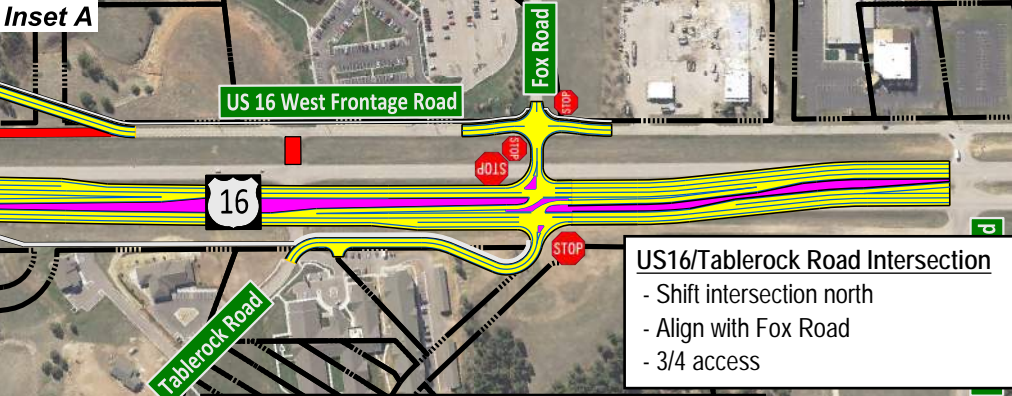 Inset A
Fox Road
STOP
US 16 West Frontage Road
STOP
STOP
16
STOP
d
Tablerock Road
US16/Tablerock Road Intersection
- Shift intersection north
- Align with Fox Road
- 3/4 access